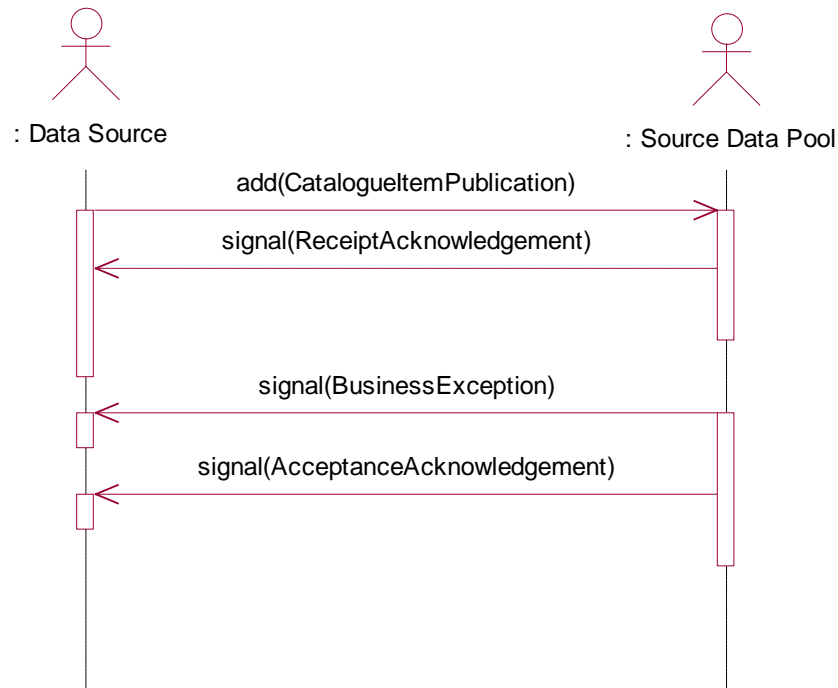 : Data Source
: Source Data Pool
add(CatalogueItemPublication)
signal(ReceiptAcknowledgement)
signal(BusinessException)
signal(AcceptanceAcknowledgement)